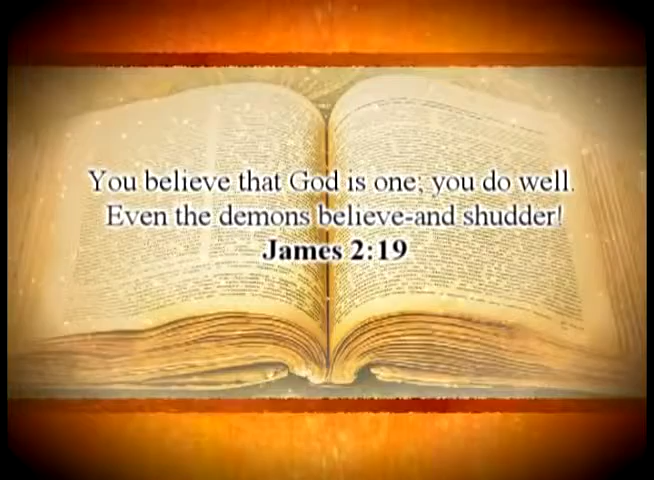 You believe that God is one; you do well.
Even the demons believe-and shudder!
James 2:19